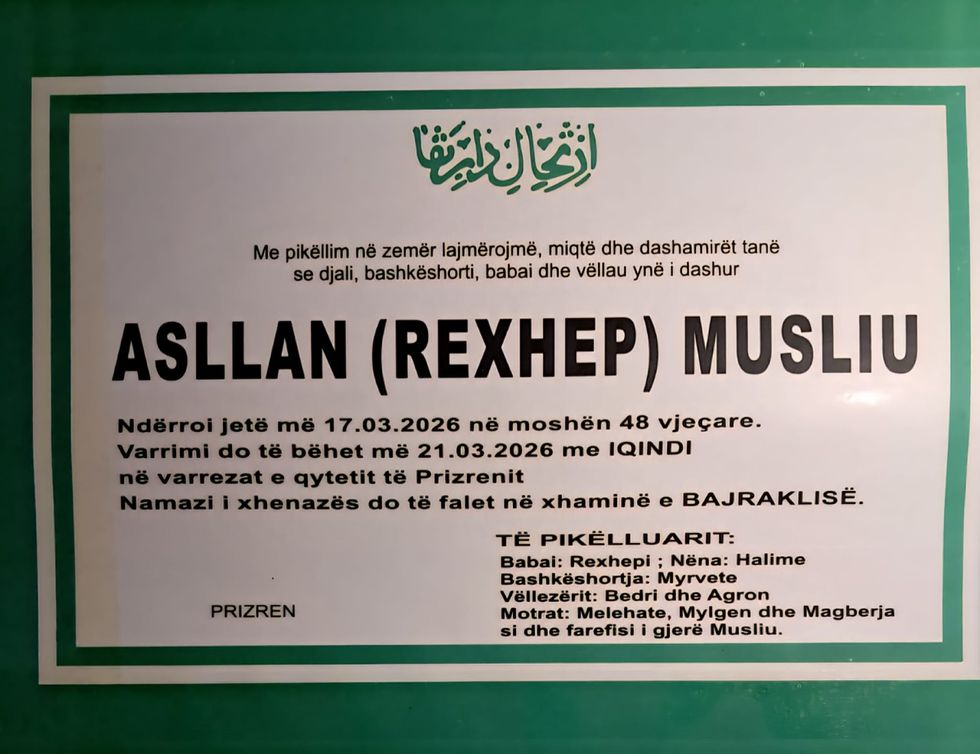 ارتحال دار بقا
Me pikëllim në zemër lajmërojmë, miqtë dhe dashamirët tanë
se djali, bashkëshorti, babai dhe vëllau ynë i dashur
ASLLAN (REXHEP) MUSLIU
Ndërroi jetë më 17.03.2026 në moshën 48 vjeçare.
Varrimi do të bëhet më 21.03.2026 me IQINDI
në varrezat e qytetit të Prizrenit
Namazi i xhenazës do të falet në xhaminë e BAJRAKLISË.
TË PIKËLLUARIT:
Babai: Rexhepi ; Nëna: Halime
Bashkëshortja: Myrvete
Vëllezërit: Bedri dhe Agron
Motrat: Melehate, Mylgen dhe Magberja
si dhe farefisi i gjerë Musliu.
PRIZREN